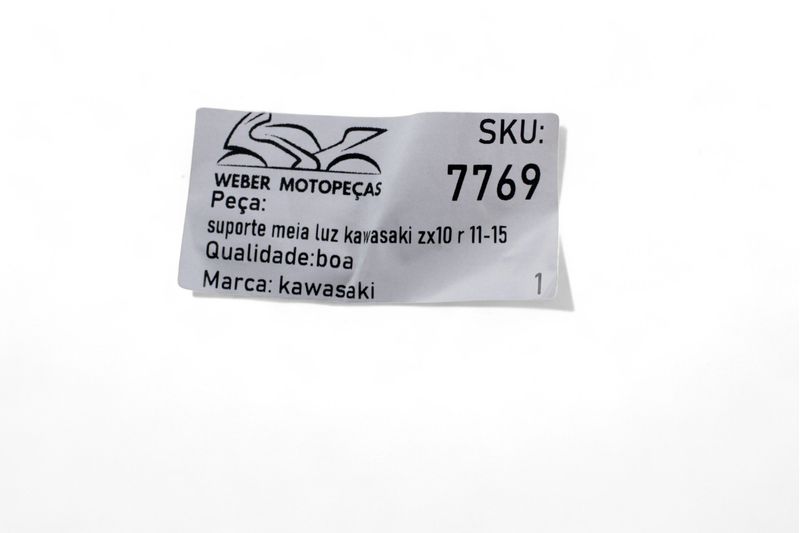 SKU:
7769
WEBER MOTOPEÇAS
Peça:
suporte meia luz kawasaki zx10 r 11-15
Qualidade:boa
Marca: kawasaki
1